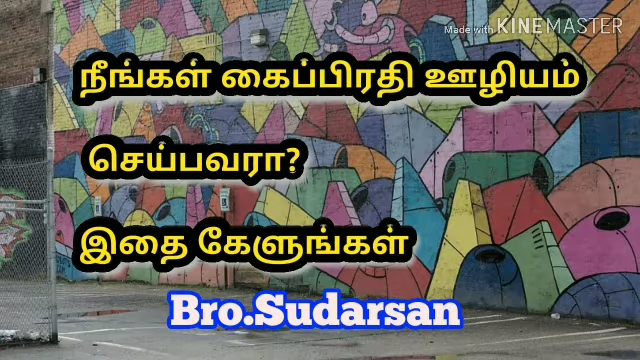 Made with KINEMASTER
நீங்கள் கைப்பிரதி ஊழியம்
செய்பவரா?
இதை கேளுங்கள்
Bro.Sudarsan